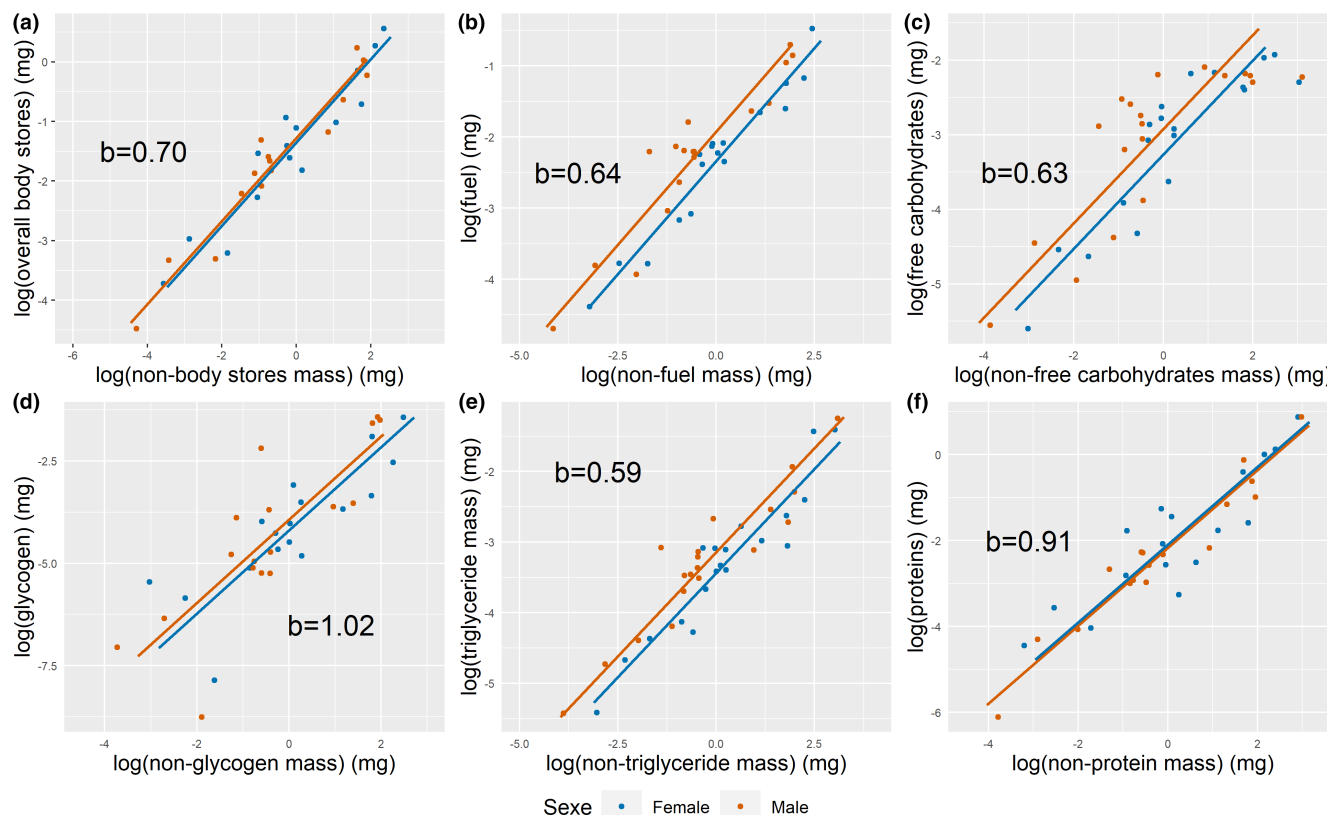 (a)
log(overall body stores) (mg)
0
-1
-2
-3
-4
b=0.70
-6
-4
-2
0
2
log(non-body stores mass) (mg)
(b)
log(fuel) (mg)
-1
-2
-3
-4
b=0.64
-5.0
-2.5
0.0
2.5
log(non-fuel mass) (mg)
(c)
log(free carbohydrates) (mg)
-2
-3
-4
-5
b=0.63
-4
-2
0
2
log(non-free carbohydrates mass) (mg)
(d)
log(glycogen) (mg)
-2.5
-5.0
-7.5
b=1.02
-4
-2
0
2
log(non-glycogen mass) (mg)
(e)
log(triglyceride mass) (mg)
-2
-3
-4
-5
b=0.59
-5.0
-2.5
0.0
2.5
log(non-triglyceride mass) (mg)
(f)
log(proteins) (mg)
0
-2
-4
-6
b=0.91
-4
-2
0
2
log(non-protein mass) (mg)
Sexe Female Male